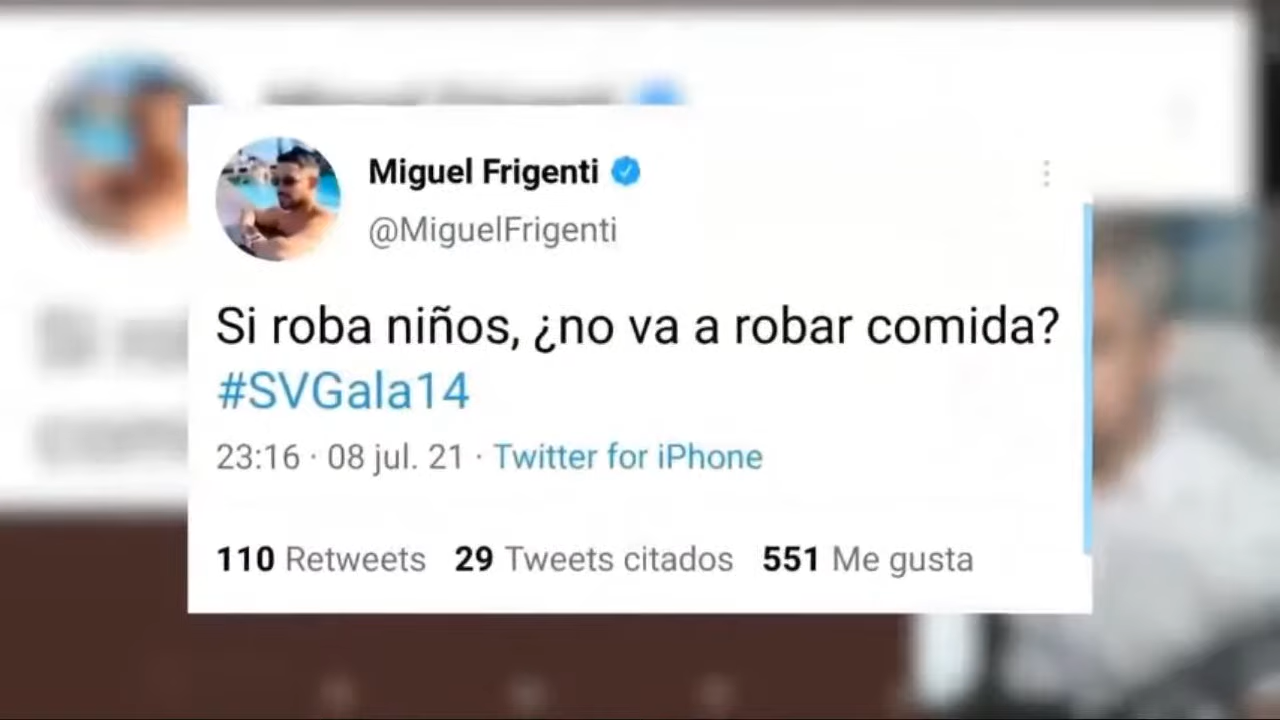 Miguel Frigenti
@MiguelFrigenti
Si roba niños, ¿no va a robar comida?
#SVGala14
23:16 · 08 jul. 21 · Twitter for iPhone
110 Retweets 29 Tweets citados 551 Me gusta